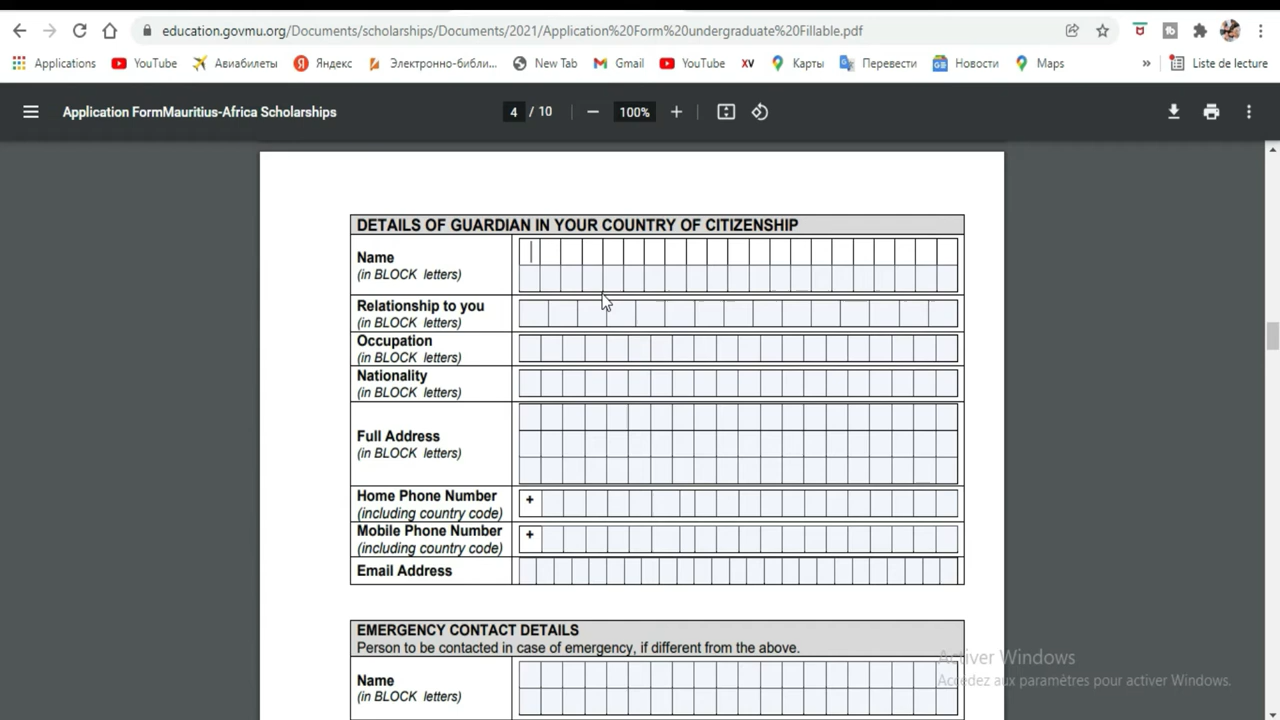 education.govmu.org/Documents/scholarships/Documents/2021/Application%20Form%20undergraduate%20Fillable.pdf
Applications YouTube Авиабилеты Яндекс Электронно-библи... New Tab Gmail YouTube XV Карты Перевести Новости Maps » Liste de lecture
Application FormMauritius-Africa Scholarships 4 / 10 100%
DETAILS OF GUARDIAN IN YOUR COUNTRY OF CITIZENSHIP
Name
(in BLOCK letters)
Relationship to you
(in BLOCK letters)
Occupation
(in BLOCK letters)
Nationality
(in BLOCK letters)
Full Address
(in BLOCK letters)
Home Phone Number +
(including country code)
Mobile Phone Number +
(including country code)
Email Address
EMERGENCY CONTACT DETAILS
Person to be contacted in case of emergency, if different from the above.
Name
(in BLOCK letters)
Activer Windows
Accédez aux paramètres pour activer Windows.